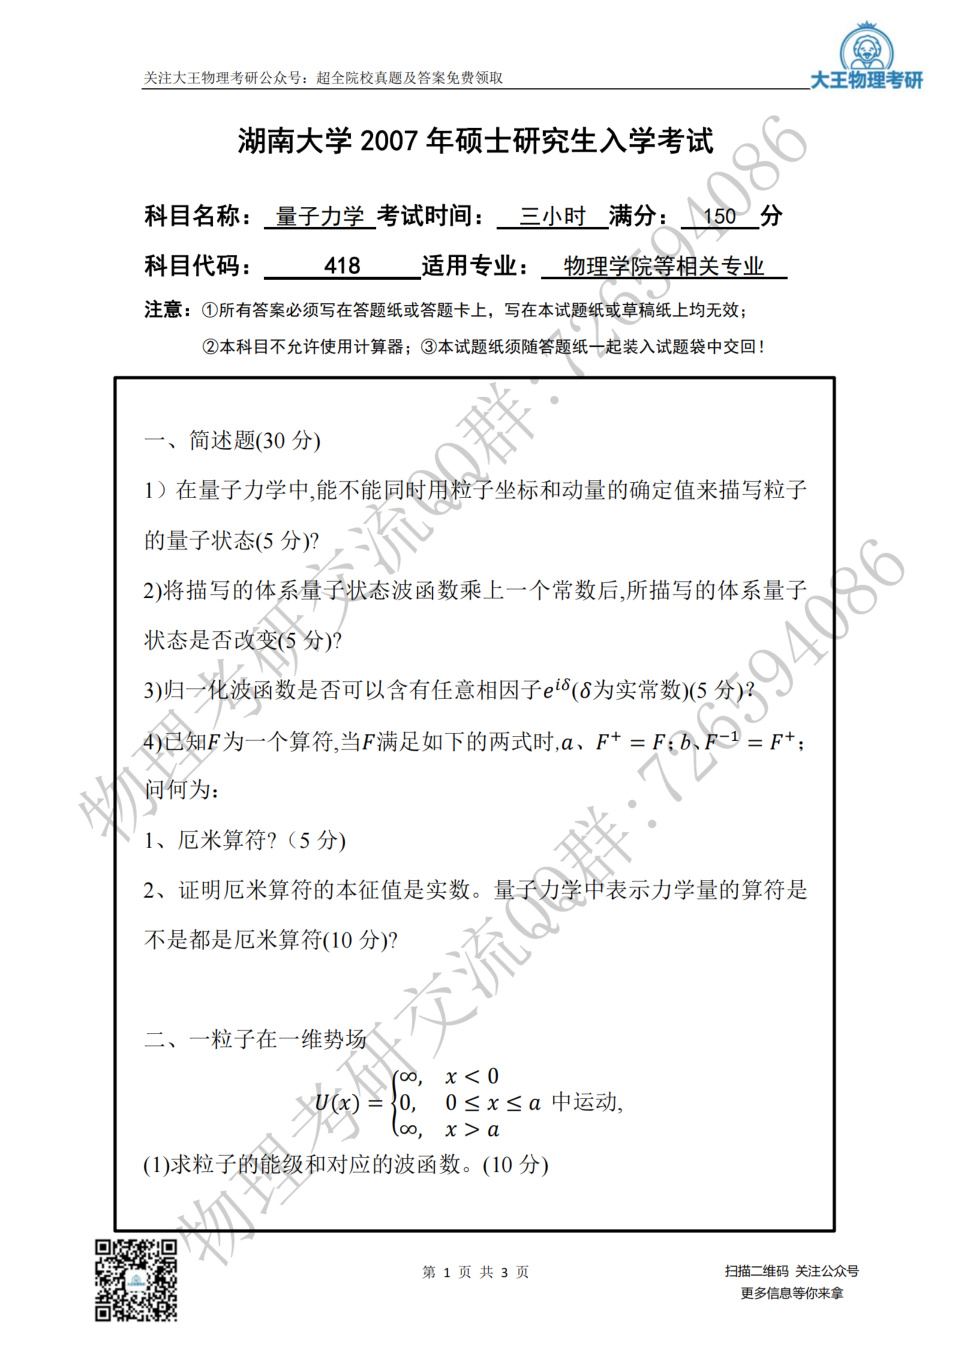 关注大王物理考研公众号：超全院校真题及答案免费领取
大王物理考研
湖南大学 2007 年硕士研究生入学考试
科目名称： 量子力学 考试时间： 三小时 满分： 150 分
科目代码： 418 适用专业： 物理学院等相关专业
注意：①所有答案必须写在答题纸或答题卡上，写在本试题纸或草稿纸上均无效；
②本科目不允许使用计算器；③本试题纸须随答题纸一起装入试题袋中交回！
一、简述题(30 分)
1）在量子力学中,能不能同时用粒子坐标和动量的确定值来描写粒子
的量子状态(5 分)?
2)将描写的体系量子状态波函数乘上一个常数后,所描写的体系量子
状态是否改变(5 分)?
3)归一化波函数是否可以含有任意相因子e^{iδ}(δ为实常数)(5 分)?
4)已知F为一个算符,当F满足如下的两式时,a、F⁺ = F；b、F⁻¹ = F⁺；
问何为：
1、厄米算符?（5 分)
2、证明厄米算符的本征值是实数。量子力学中表示力学量的算符是
不是都是厄米算符(10 分)?
二、一粒子在一维势场
∞, x < 0
U(x) = { 0, 0 ≤ x ≤ a 中运动,
∞, x > a
(1)求粒子的能级和对应的波函数。(10 分)
物理考研交流QQ群：726594086
物理考研交流QQ群：726594086
大王物理考研
第 1 页 共 3 页
扫描二维码 关注公众号
更多信息等你来拿